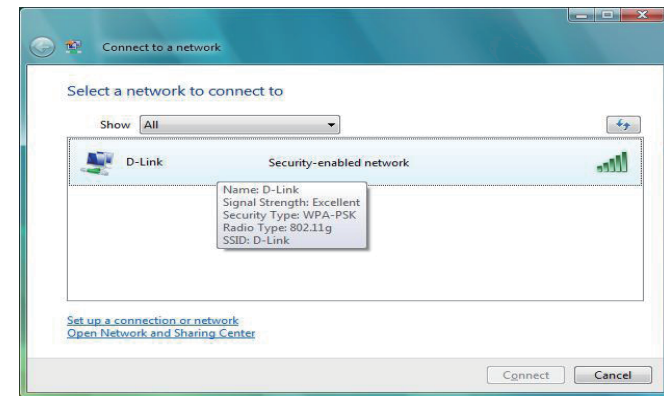 Connect to a network
Select a network to connect to
Show All
D-Link Security-enabled network
Name: D-Link
Signal Strength: Excellent
Security Type: WPA-PSK
Radio Type: 802.11g
SSID: D-Link
Set up a connection or network
Open Network and Sharing Center
Connect Cancel